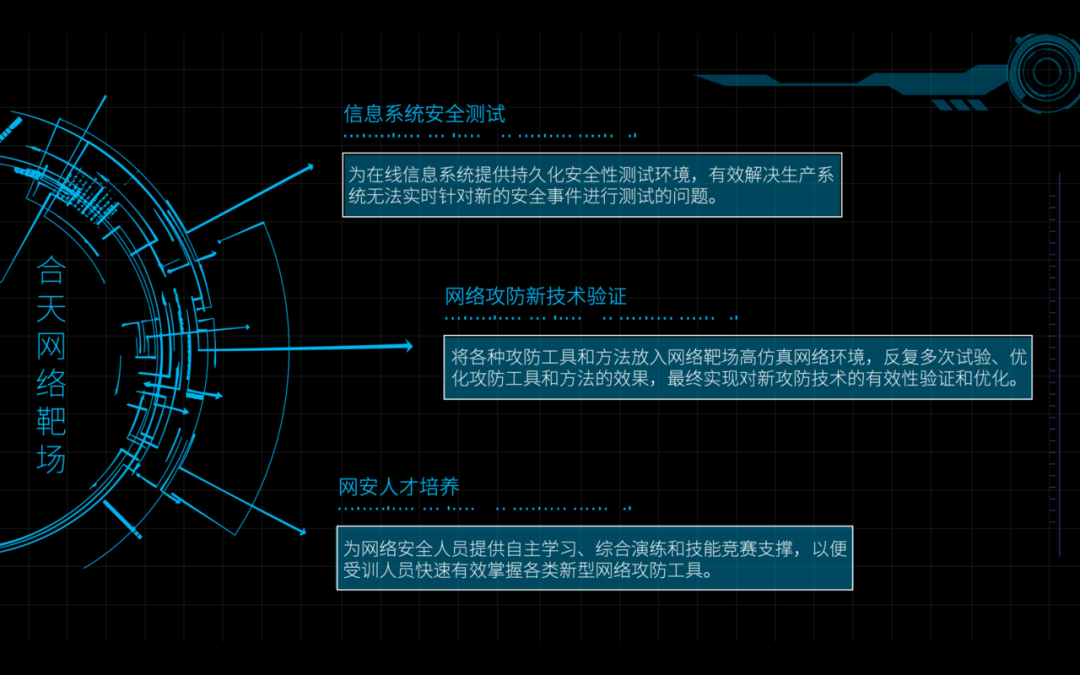 合天网络靶场
信息系统安全测试
为在线信息系统提供持久化安全性测试环境，有效解决生产系
统无法实时针对新的安全事件进行测试的问题。
网络攻防新技术验证
将各种攻防工具和方法放入网络靶场高仿真网络环境，反复多次试验、优
化攻防工具和方法的效果，最终实现对新攻防技术的有效性验证和优化。
网安人才培养
为网络安全人员提供自主学习、综合演练和技能竞赛支撑，以便
受训人员快速有效掌握各类新型网络攻防工具。